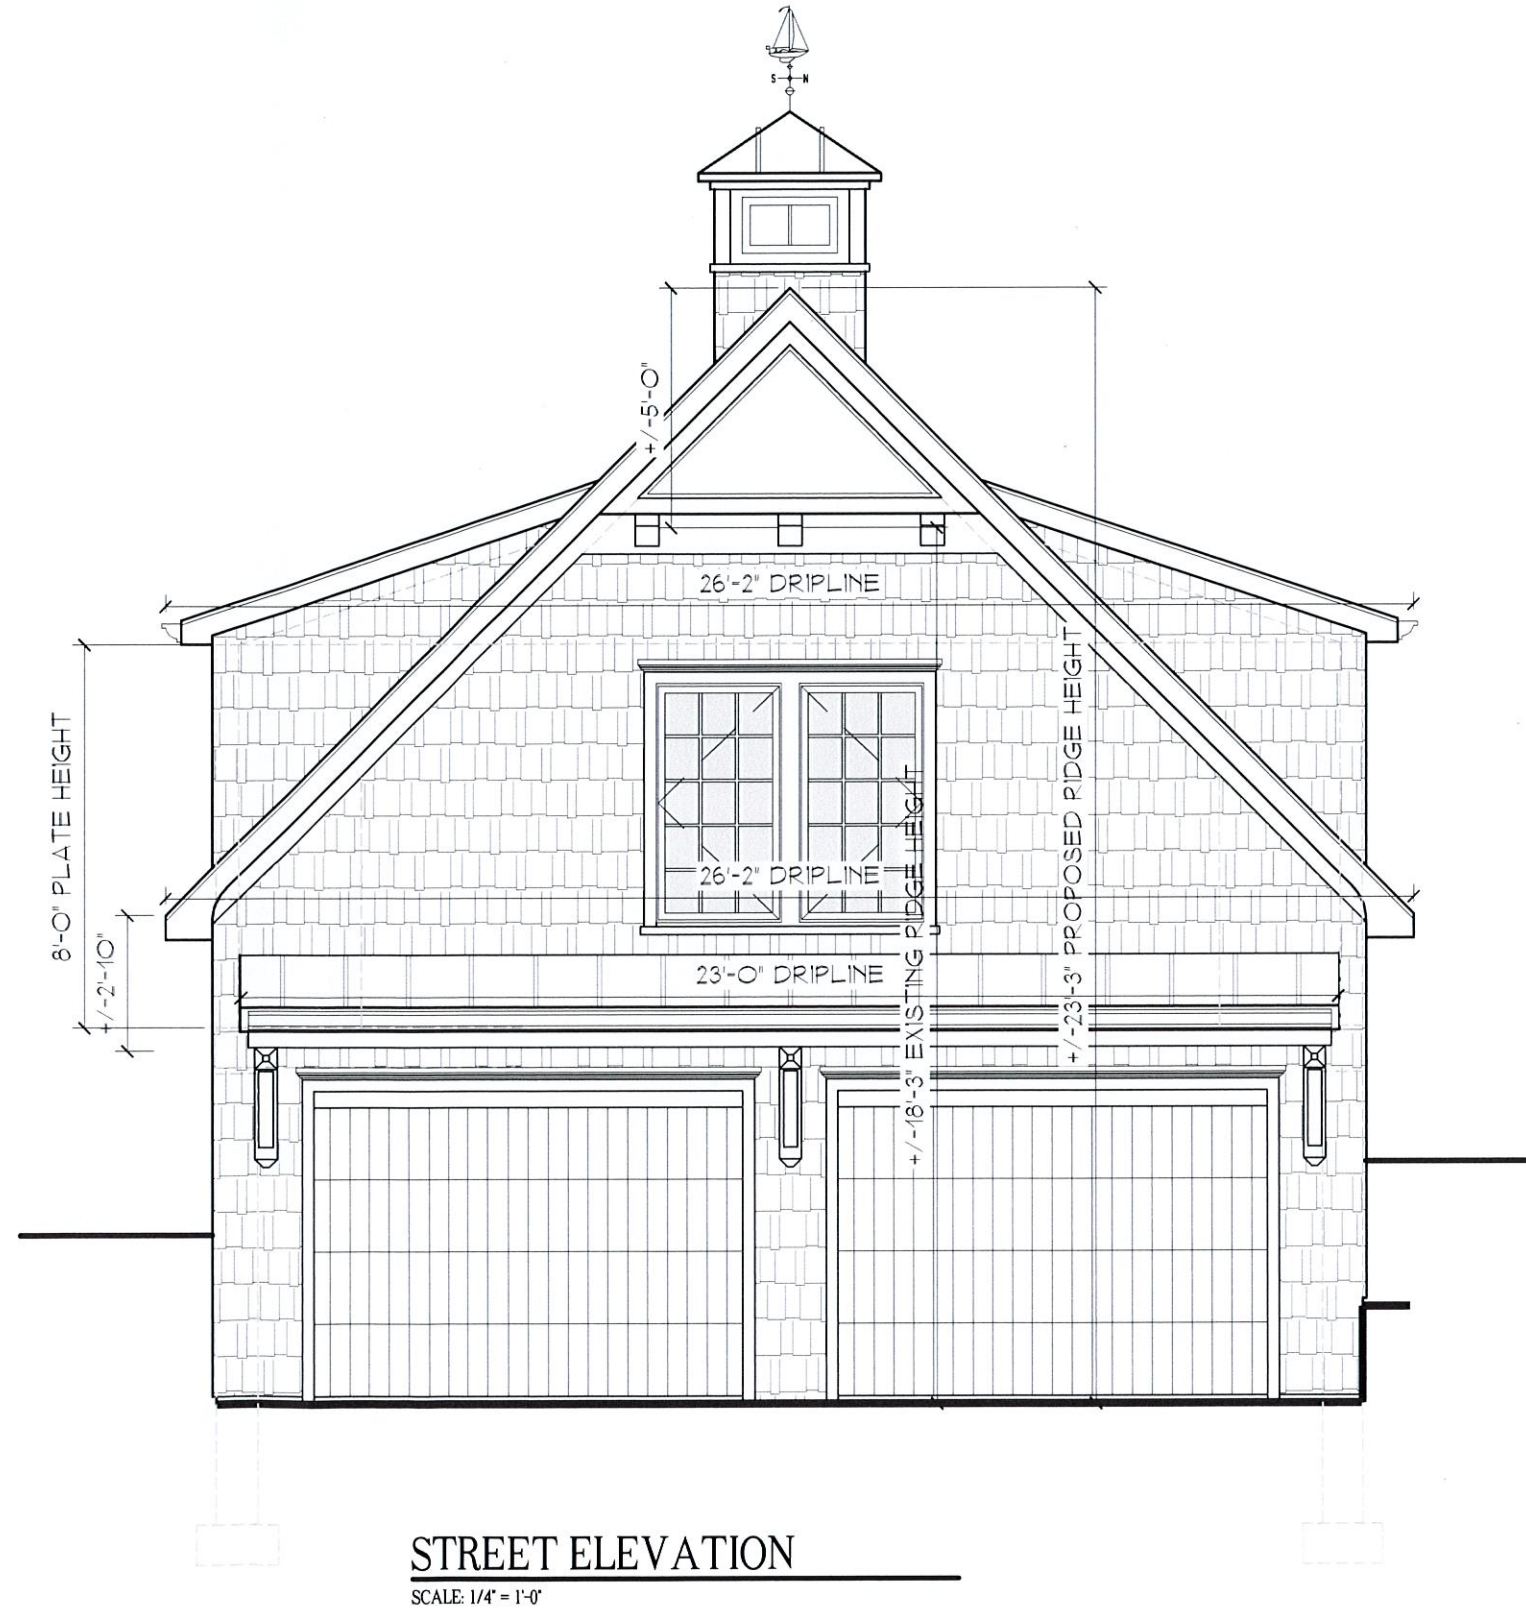 S N
+/-5'-0"
26'-2" DRIPLINE
8'-0" PLATE HEIGHT
+/-2'-10"
26'-2" DRIPLINE
+/-18'-3" EXISTING RIDGE HEIGHT
+/-23'-3" PROPOSED RIDGE HEIGHT
23'-0" DRIPLINE
STREET ELEVATION
SCALE: 1/4" = 1'-0"